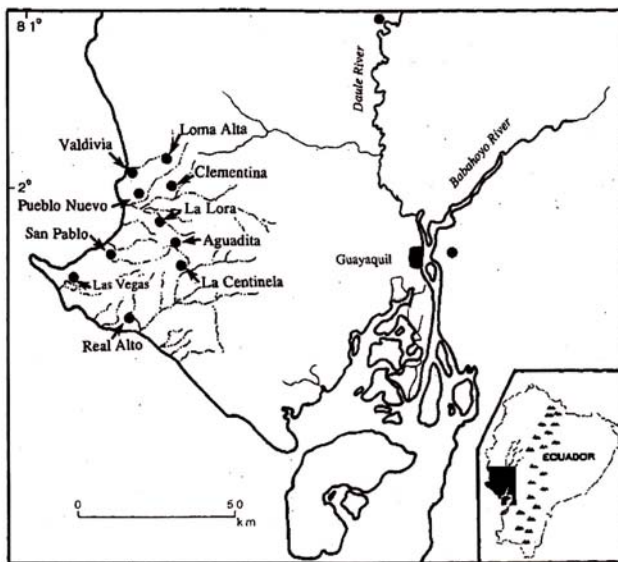 81°
Daule River
Babahoyo River
Loma Alta
Valdivia
Clementina
2°
Pueblo Nuevo
La Lora
San Pablo
Aguadita
Guayaquil
Las Vegas
La Centinela
Real Alto
ECUADOR
0 50
km